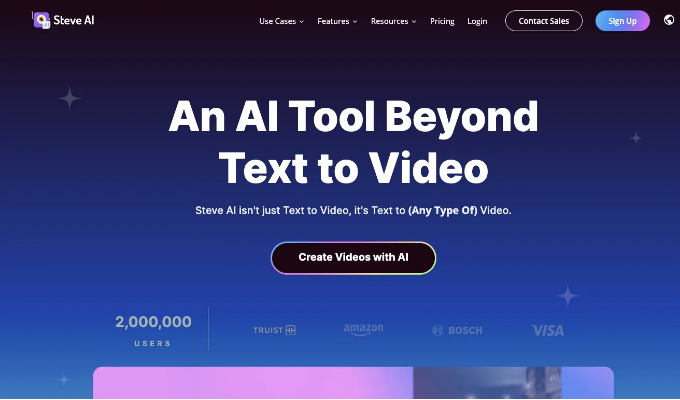 Steve AI
Use Cases Features Resources Pricing Login Contact Sales Sign Up
An AI Tool Beyond
Text to Video
Steve AI isn't just Text to Video, it's Text to (Any Type Of) Video.
Create Videos with AI
2,000,000
USERS
TRUIST
amazon
BOSCH
VISA